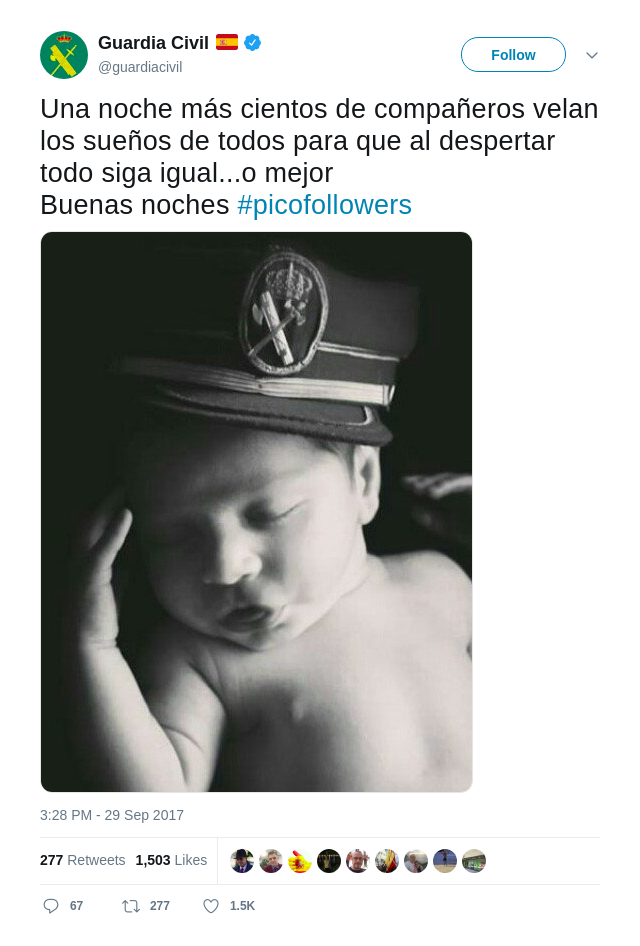 Guardia Civil
@guardiacivil
Follow
Una noche más cientos de compañeros velan
los sueños de todos para que al despertar
todo siga igual...o mejor
Buenas noches #picofollowers
3:28 PM - 29 Sep 2017
277 Retweets 1,503 Likes
67 277 1.5K